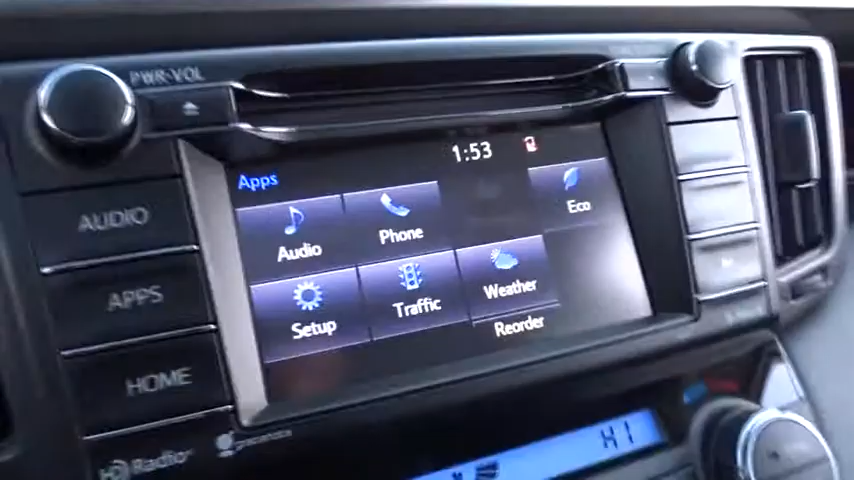 PWR·VOL
1:53
Apps
AUDIO
Audio
Phone
Eco
APPS
Setup
Traffic
Weather
Reorder
HOME
HD Radio
HI